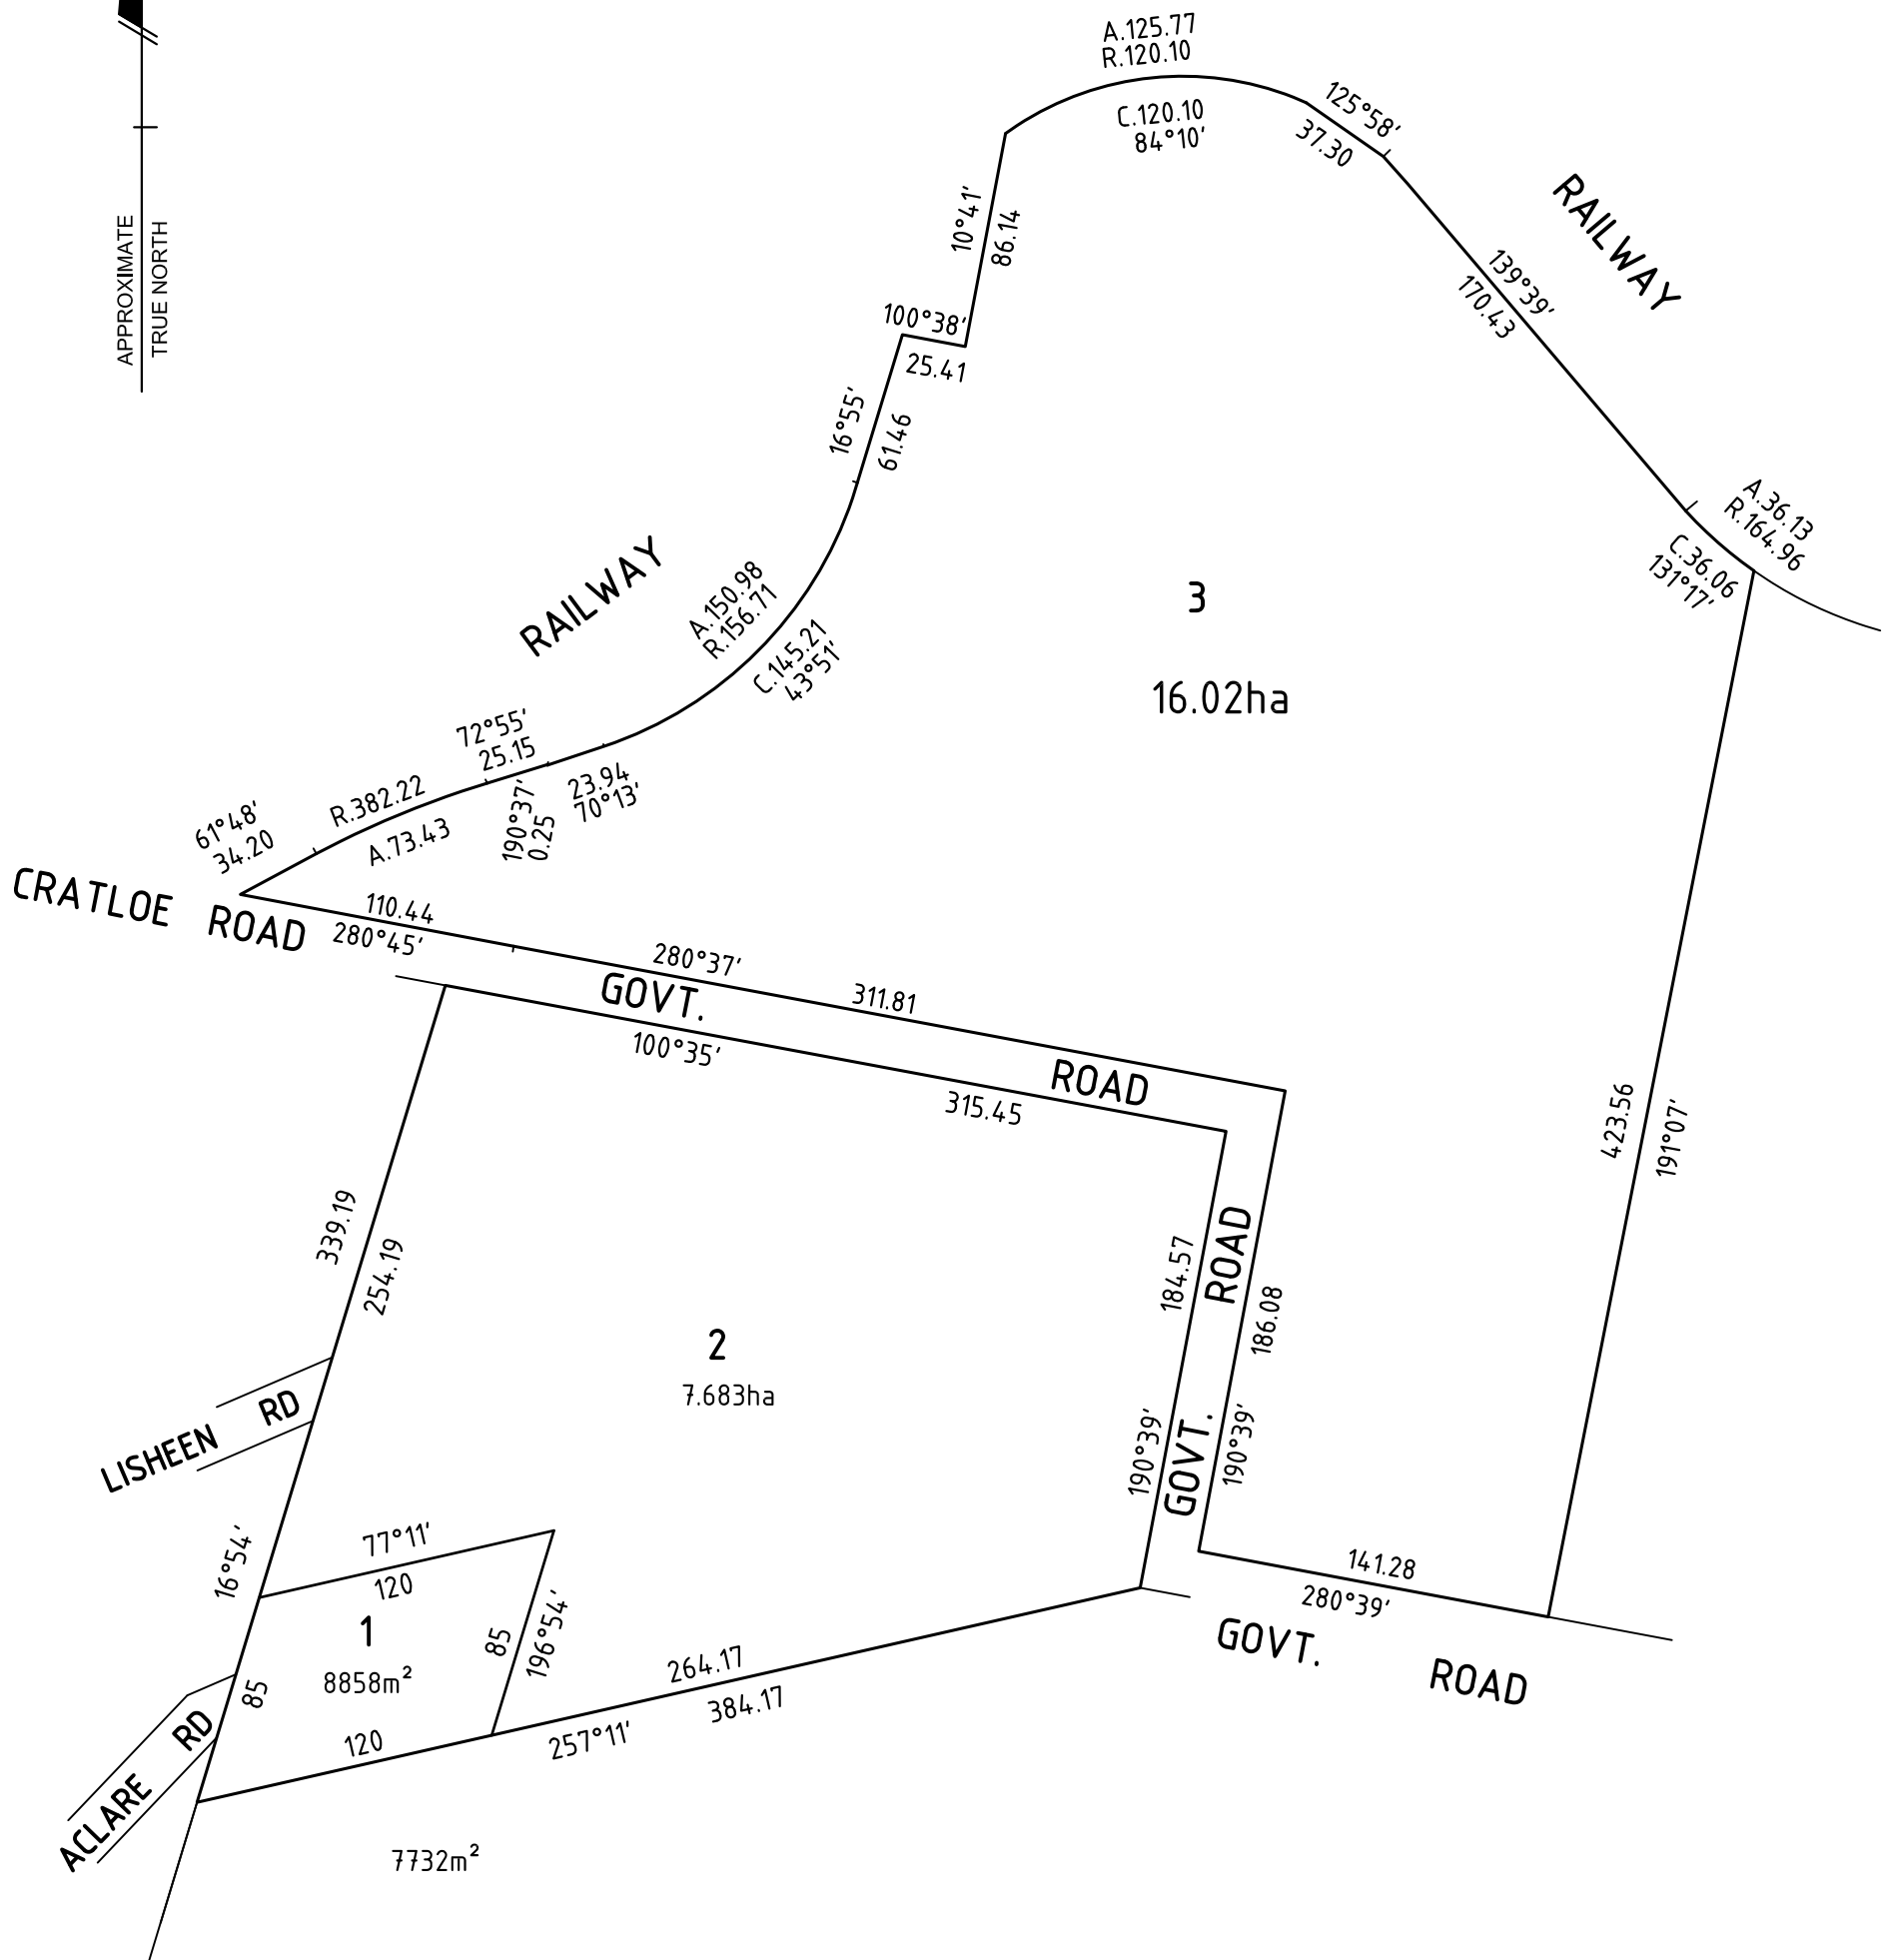 A.125.77
R.120.10
C.120.10
84°10'
125°58'
37.30
RAILWAY
139°39'
170.43
APPROXIMATE
TRUE NORTH
10°41'
86.14
100°38'
25.41
16°55'
61.46
A.36.13
R.164.96
C.36.06
131°17'
RAILWAY
A.150.98
R.156.71
C.145.21
43°51'
3
16.02ha
72°55'
25.15
23.94
70°13'
190°37'
0.25
R.382.22
A.73.43
61°48'
34.20
CRATLOE ROAD
110.44
280°45'
280°37'
311.81
GOVT. ROAD
100°35'
315.45
423.56
191°07'
339.19
254.19
184.57
190°39'
GOVT. ROAD
186.08
190°39'
2
7.683ha
LISHEEN RD
16°54'
77°11'
120
1
8858m²
85
85
196°54'
120
264.17
384.17
257°11'
141.28
280°39'
GOVT. ROAD
ACLARE RD
7732m²